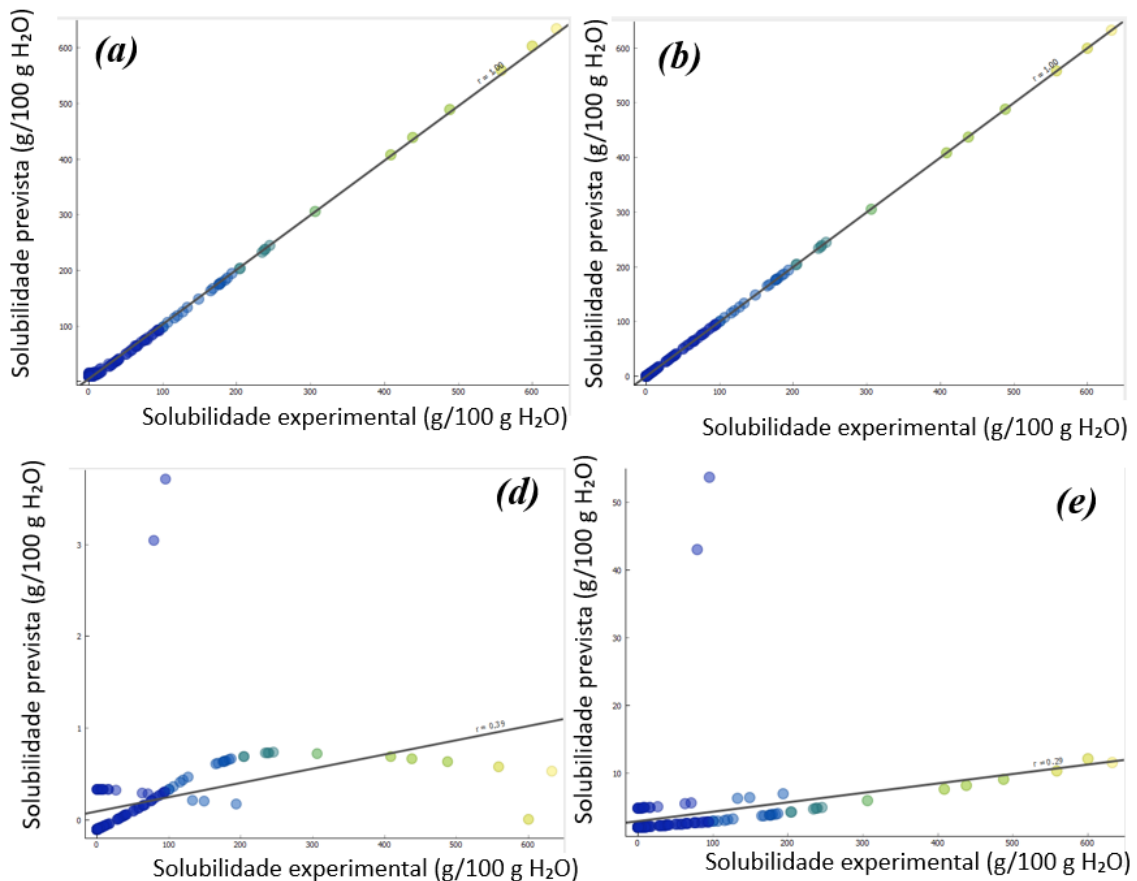 (a)
Solubilidade prevista (g/100 g H₂O)
600
500
400
300
200
100
0
r = 1.00
0 100 200 300 400 500 600
Solubilidade experimental (g/100 g H₂O)
(b)
Solubilidade prevista (g/100 g H₂O)
600
500
400
300
200
100
0
r = 1.00
0 100 200 300 400 500 600
Solubilidade experimental (g/100 g H₂O)
(d)
Solubilidade prevista (g/100 g H₂O)
3
2
1
0
r = 0.39
0 100 200 300 400 500 600
Solubilidade experimental (g/100 g H₂O)
(e)
Solubilidade prevista (g/100 g H₂O)
50
40
30
20
10
r = 0.29
0 100 200 300 400 500 600
Solubilidade experimental (g/100 g H₂O)